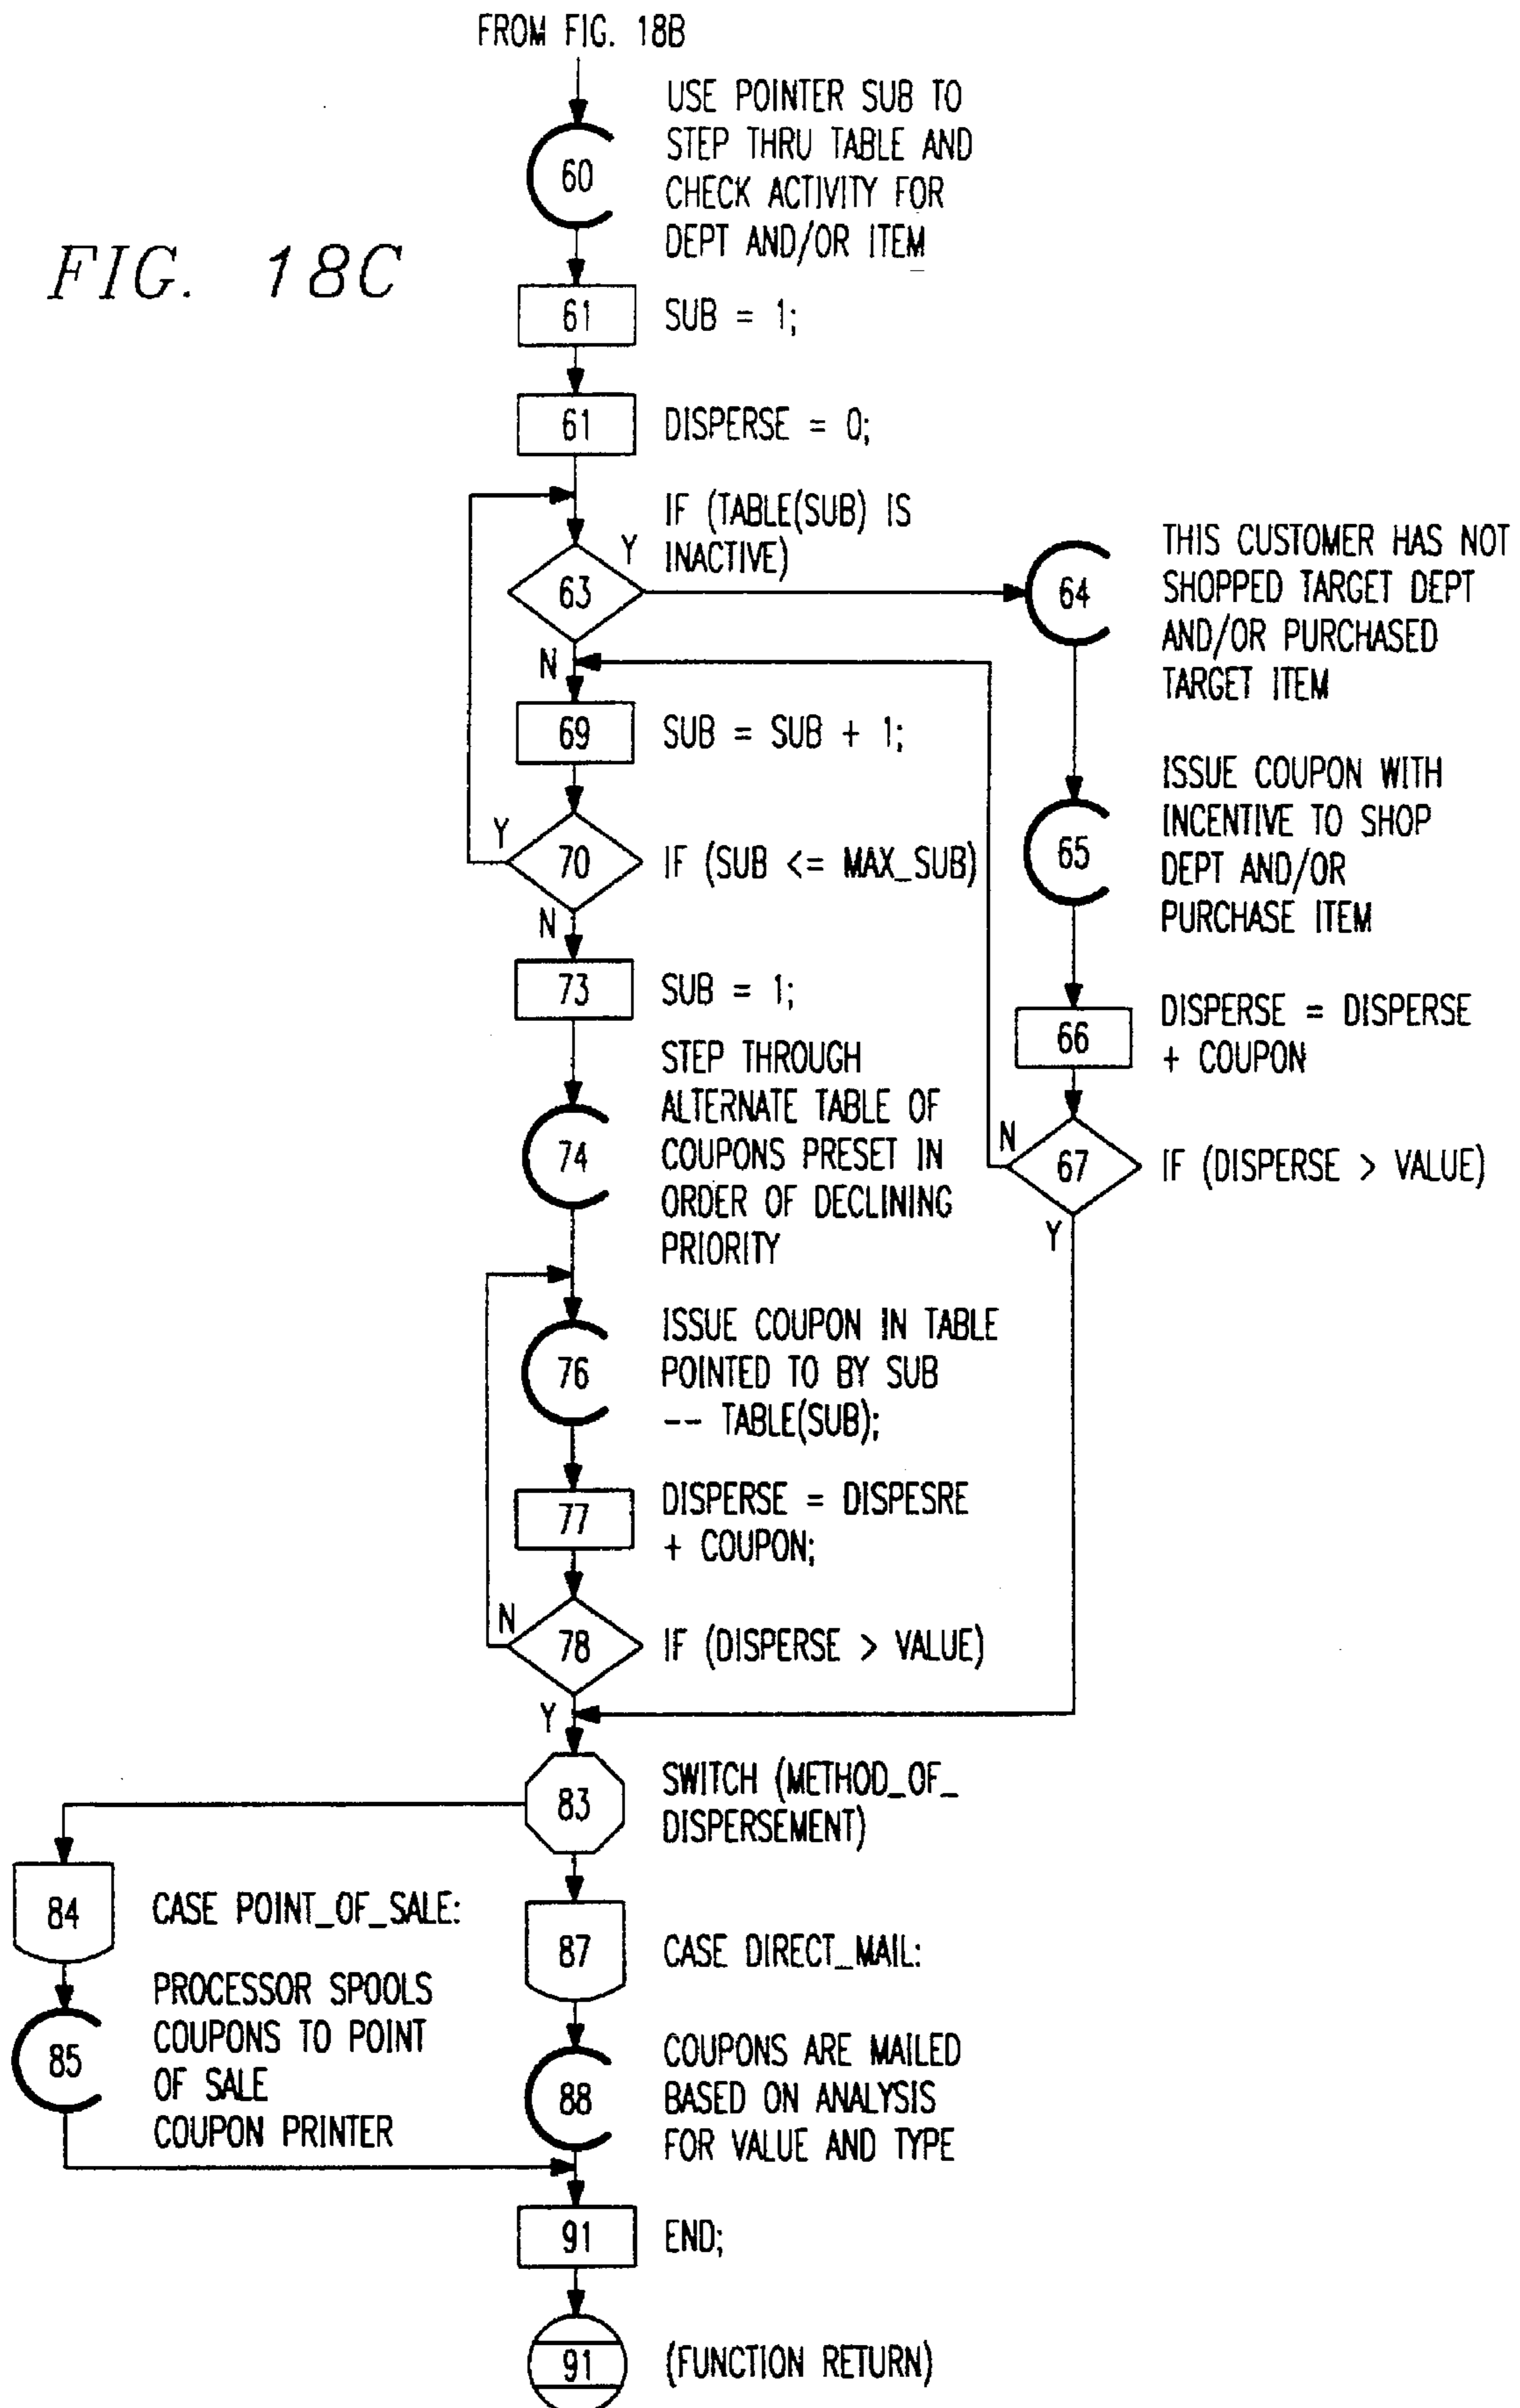 FROM FIG. 18B
FIG. 18C
60
USE POINTER SUB TO
STEP THRU TABLE AND
CHECK ACTIVITY FOR
DEPT AND/OR ITEM
61
SUB = 1;
61
DISPERSE = 0;
IF (TABLE(SUB) IS
INACTIVE)
Y
63
N
64
THIS CUSTOMER HAS NOT
SHOPPED TARGET DEPT
AND/OR PURCHASED
TARGET ITEM
69
SUB = SUB + 1;
65
ISSUE COUPON WITH
INCENTIVE TO SHOP
DEPT AND/OR
PURCHASE ITEM
Y
70
IF (SUB <= MAX_SUB)
N
73
SUB = 1;
66
DISPERSE = DISPERSE
+ COUPON
74
STEP THROUGH
ALTERNATE TABLE OF
COUPONS PRESET IN
ORDER OF DECLINING
PRIORITY
N
67
IF (DISPERSE > VALUE)
Y
76
ISSUE COUPON IN TABLE
POINTED TO BY SUB
-- TABLE(SUB);
77
DISPERSE = DISPESRE
+ COUPON;
N
78
IF (DISPERSE > VALUE)
Y
83
SWITCH (METHOD_OF_
DISPERSEMENT)
84
CASE POINT_OF_SALE:
87
CASE DIRECT_MAIL:
85
PROCESSOR SPOOLS
COUPONS TO POINT
OF SALE
COUPON PRINTER
88
COUPONS ARE MAILED
BASED ON ANALYSIS
FOR VALUE AND TYPE
91
END;
91
(FUNCTION RETURN)